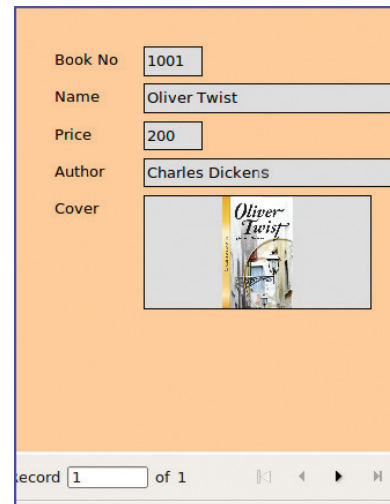 Book No 1001
Name Oliver Twist
Price 200
Author Charles Dickens
Cover
Oliver
Twist
ecord 1 of 1